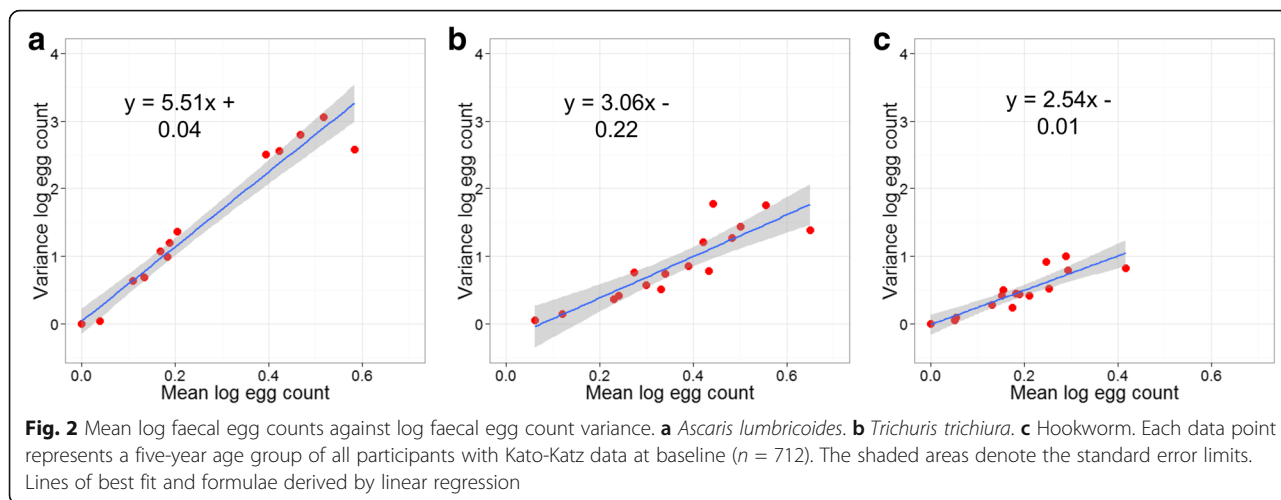 a
4
3
2
1
0
Variance log egg count
y = 5.51x +
0.04
0.0 0.2 0.4 0.6
Mean log egg count
b
4
3
2
1
0
Variance log egg count
y = 3.06x -
0.22
0.0 0.2 0.4 0.6
Mean log egg count
c
4
3
2
1
0
Variance log egg count
y = 2.54x -
0.01
0.0 0.2 0.4 0.6
Mean log egg count
Fig. 2 Mean log faecal egg counts against log faecal egg count variance. a Ascaris lumbricoides. b Trichuris trichiura. c Hookworm. Each data point
represents a five-year age group of all participants with Kato-Katz data at baseline (n = 712). The shaded areas denote the standard error limits.
Lines of best fit and formulae derived by linear regression